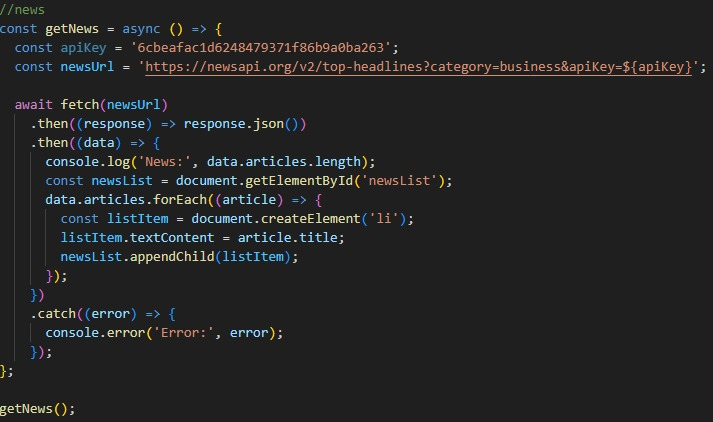 //news
const getNews = async () => {
  const apiKey = '6cbeafac1d6248479371f86b9a0ba263';
  const newsUrl = 'https://newsapi.org/v2/top-headlines?category=business&apiKey=${apiKey}';

  await fetch(newsUrl)
    .then((response) => response.json())
    .then((data) => {
      console.log('News:', data.articles.length);
      const newsList = document.getElementById('newsList');
      data.articles.forEach((article) => {
        const listItem = document.createElement('li');
        listItem.textContent = article.title;
        newsList.appendChild(listItem);
      });
    })
    .catch((error) => {
      console.error('Error:', error);
    });
};

getNews();